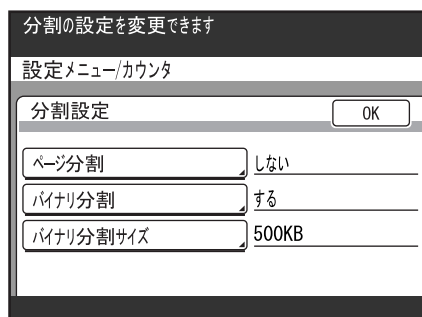 分割の設定を変更できます
設定メニュー/カウンタ
分割設定 OK
ページ分割 しない
バイナリ分割 する
バイナリ分割サイズ 500KB